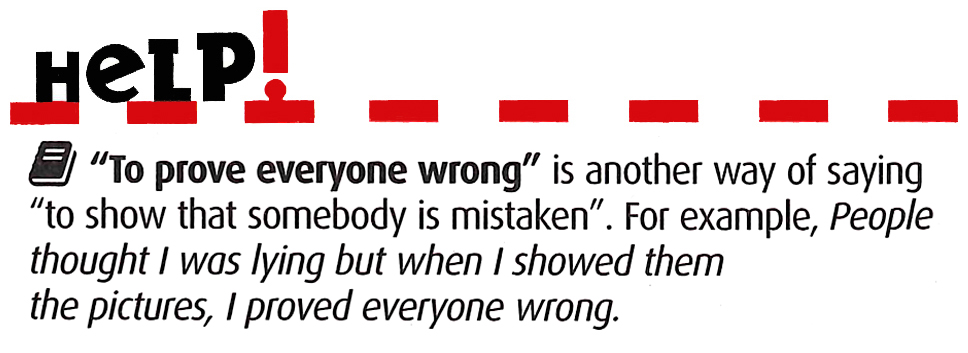 HeLP!
“To prove everyone wrong” is another way of saying
“to show that somebody is mistaken”. For example, People
thought I was lying but when I showed them
the pictures, I proved everyone wrong.